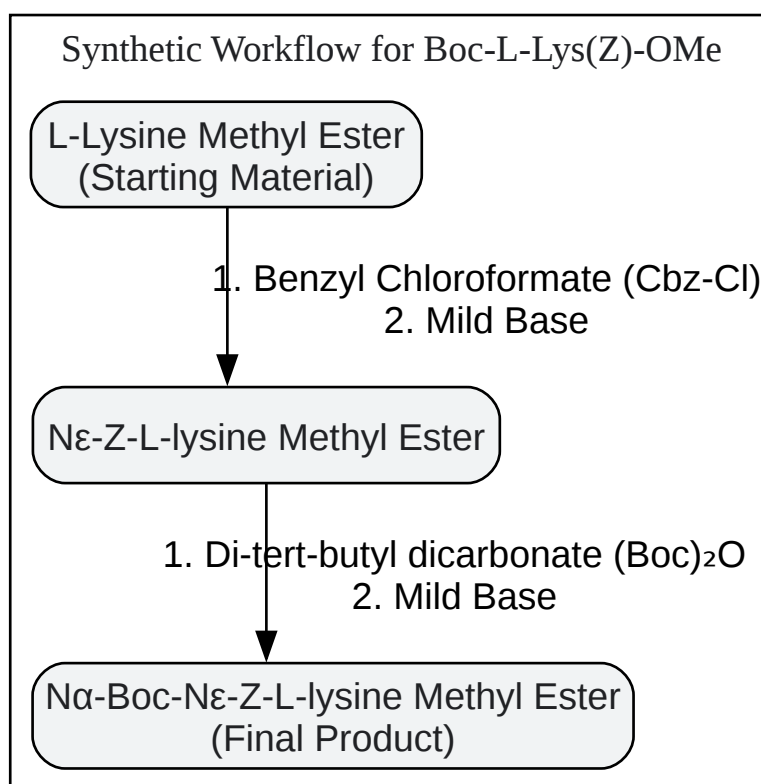 Synthetic Workflow for Boc-L-Lys(Z)-OMe
L-Lysine Methyl Ester
(Starting Material)
1. Benzyl Chloroformate (Cbz-Cl)
2. Mild Base
Nε-Z-L-lysine Methyl Ester
1. Di-tert-butyl dicarbonate (Boc)₂O
2. Mild Base
Nα-Boc-Nε-Z-L-lysine Methyl Ester
(Final Product)